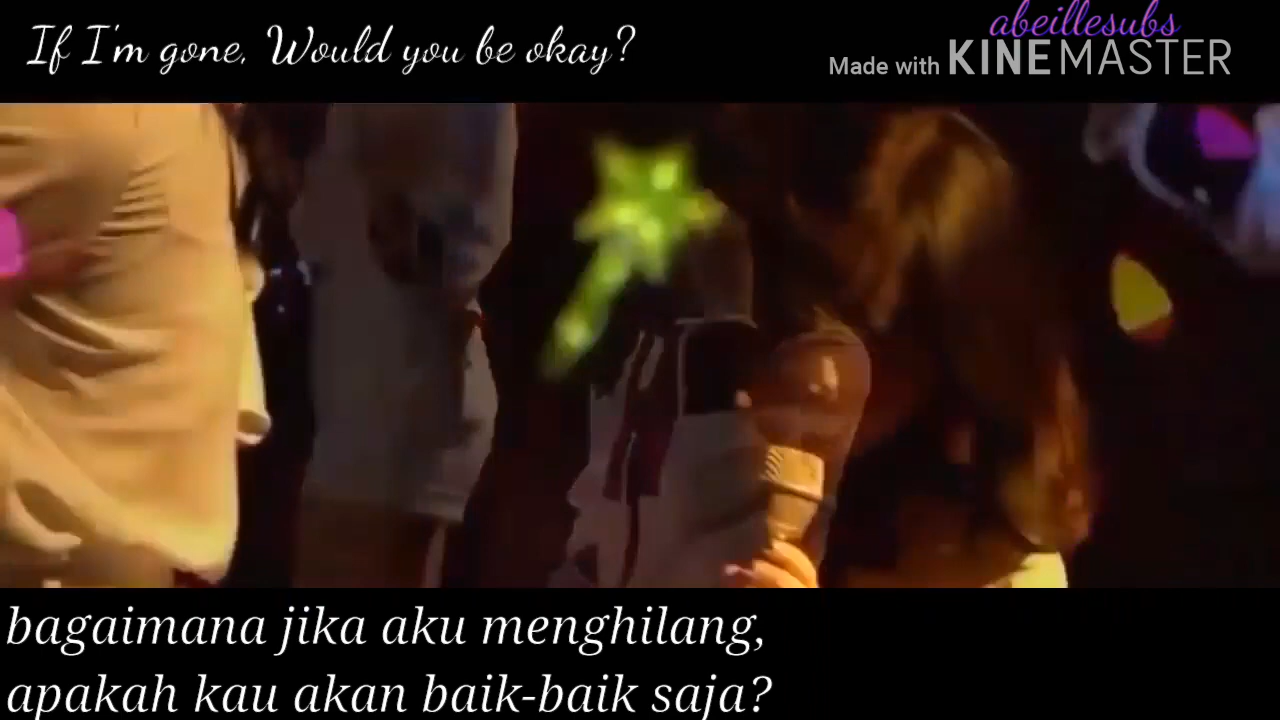 If I'm gone. Would you be okay?
abeillesubs
Made with KINEMASTER
bagaimana jika aku menghilang,
apakah kau akan baik-baik saja?